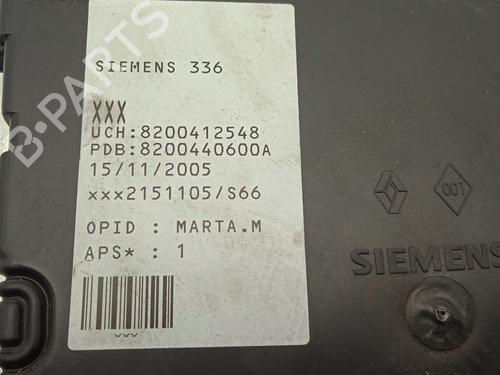 SIEMENS 336
XXX
UCH:8200412548
PDB:8200440600A
15/11/2005
xxx2151105/S66
OPID : MARTA.M
APS* : 1
001
SIEMENS
B-PARTS